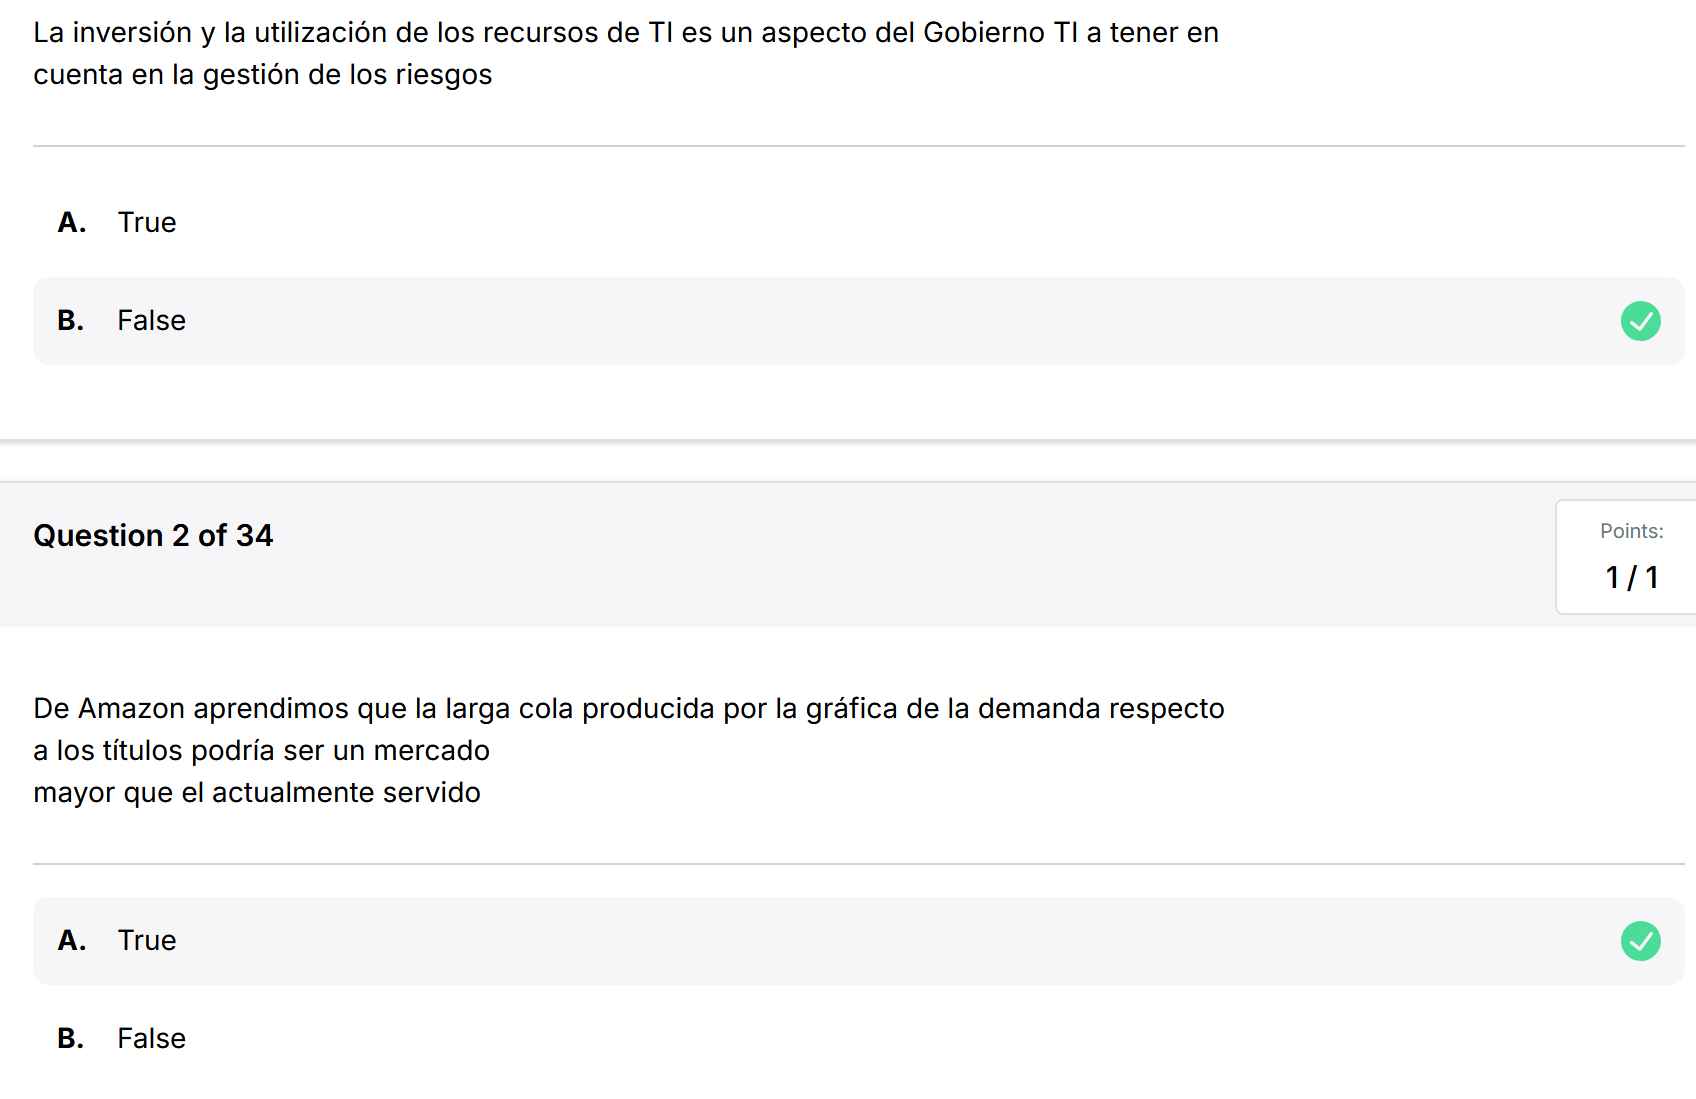 La inversión y la utilización de los recursos de TI es un aspecto del Gobierno TI a tener en
cuenta en la gestión de los riesgos
A. True
B. False
Question 2 of 34
Points:
1 / 1
De Amazon aprendimos que la larga cola producida por la gráfica de la demanda respecto
a los títulos podría ser un mercado
mayor que el actualmente servido
A. True
B. False